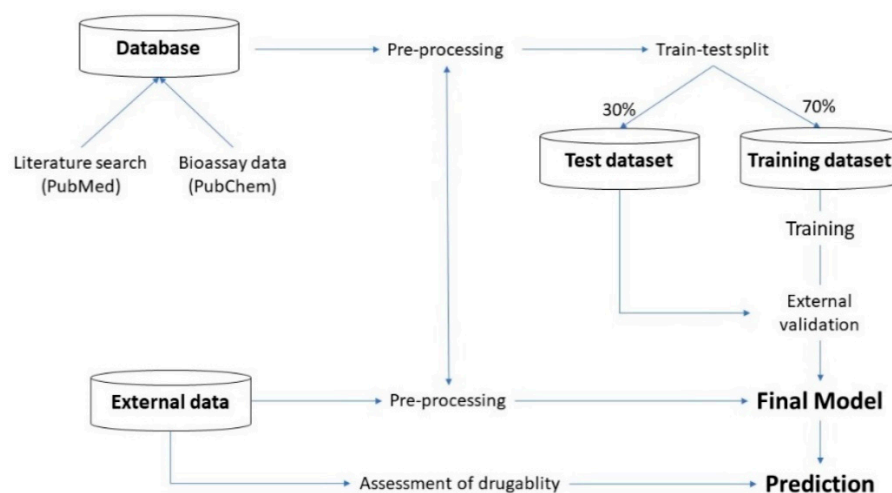 Database
Pre-processing
Train-test split
30%
70%
Literature search
(PubMed)
Bioassay data
(PubChem)
Test dataset
Training dataset
Training
External
validation
External data
Pre-processing
Final Model
Assessment of drugablity
Prediction